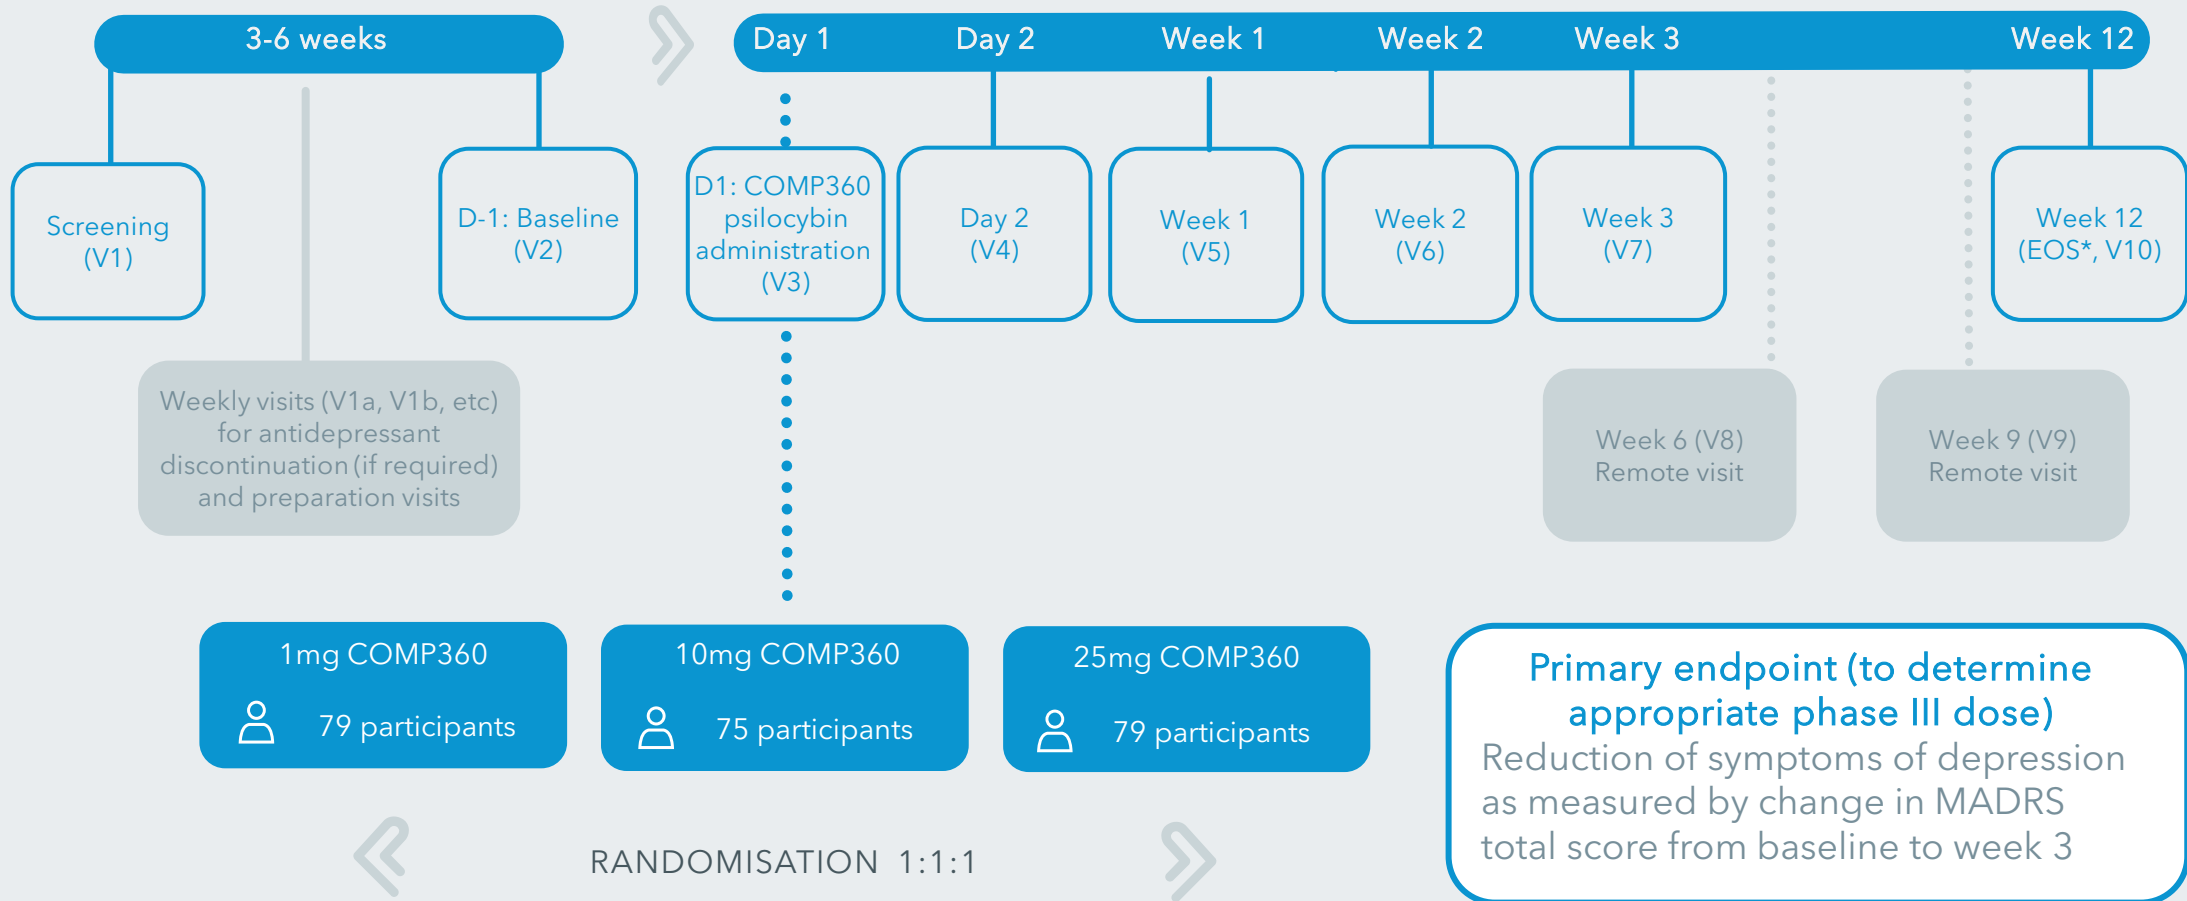 3-6 weeks
Day 1
Day 2
Week 1
Week 2
Week 3
Week 12
Screening
(V1)
D-1: Baseline
(V2)
D1: COMP360
psilocybin
administration
(V3)
Day 2
(V4)
Week 1
(V5)
Week 2
(V6)
Week 3
(V7)
Week 12
(EOS*, V10)
Weekly visits (V1a, V1b, etc)
for antidepressant
discontinuation (if required)
and preparation visits
Week 6 (V8)
Remote visit
Week 9 (V9)
Remote visit
1mg COMP360
79 participants
10mg COMP360
75 participants
25mg COMP360
79 participants
RANDOMISATION 1:1:1
Primary endpoint (to determine
appropriate phase III dose)
Reduction of symptoms of depression
as measured by change in MADRS
total score from baseline to week 3